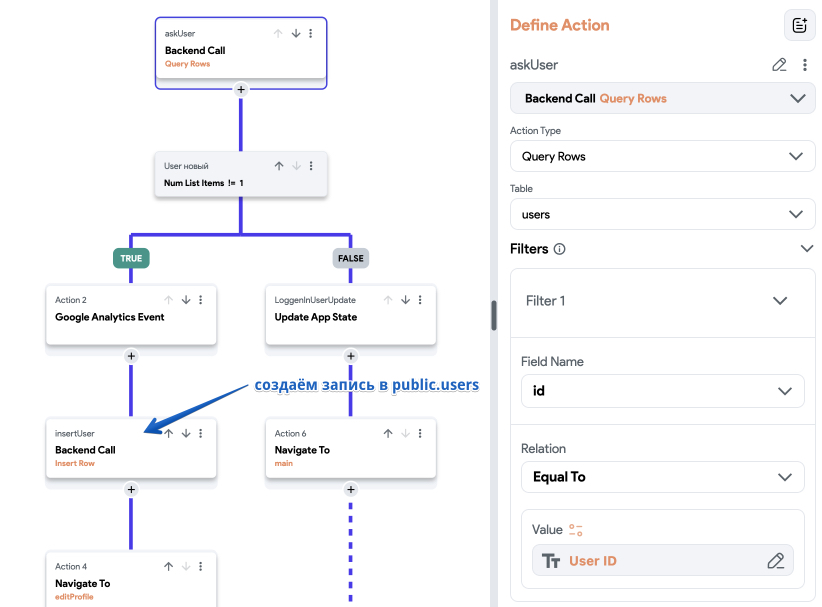 askUser
Backend Call
Query Rows
User новый
Num List Items != 1
TRUE
FALSE
Action 2
Google Analytics Event
LoggenInUserUpdate
Update App State
создаём запись в public.users
insertUser
Backend Call
Insert Row
Action 6
Navigate To
main
Action 4
Navigate To
editProfile
Define Action
askUser
Backend Call Query Rows
Action Type
Query Rows
Table
users
Filters
Filter 1
Field Name
id
Relation
Equal To
Value
User ID